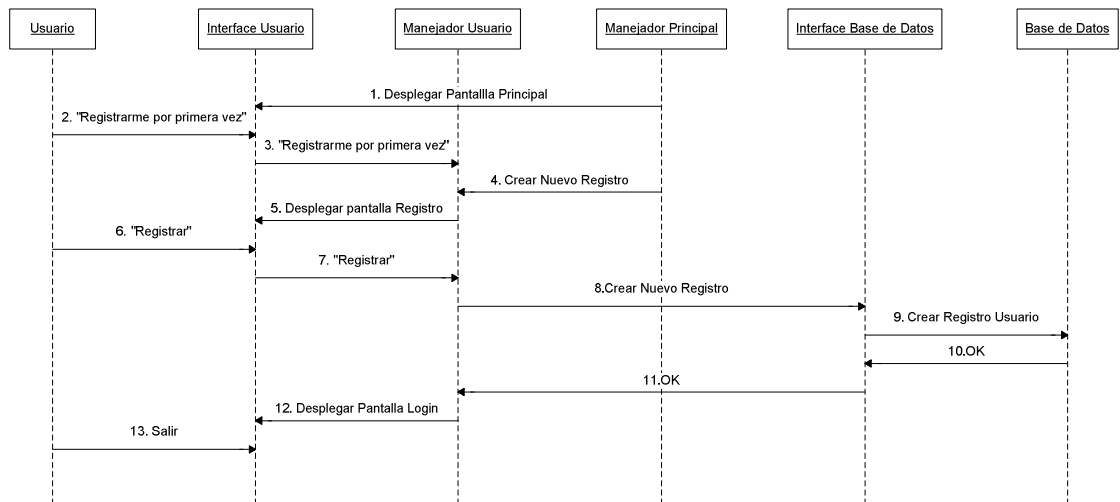 Usuario
Interface Usuario
Manejador Usuario
Manejador Principal
Interface Base de Datos
Base de Datos
1. Desplegar Pantallla Principal
2. "Registrarme por primera vez"
3. "Registrarme por primera vez"
4. Crear Nuevo Registro
5. Desplegar pantalla Registro
6. "Registrar"
7. "Registrar"
8.Crear Nuevo Registro
9. Crear Registro Usuario
10.OK
11.OK
12. Desplegar Pantalla Login
13. Salir